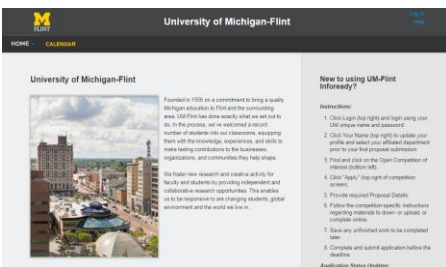 M
FLINT
University of Michigan-Flint
Log In
Help
HOME
CALENDAR
University of Michigan-Flint
Founded in 1956 on a commitment to bring a quality
Michigan education to Flint and the surrounding
area, UM-Flint has done exactly what we set out to
do. In the process, we've welcomed a record
number of students into our classrooms, equipping
them with the knowledge, experiences, and skills to
make lasting contributions to the businesses,
organizations, and communities they help shape.
We foster new research and creative activity for
faculty and students by providing independent and
collaborative research opportunities. This enables
us to be responsive to are changing students, global
environment and the world we live in.
New to using UM-Flint
Infoready?
Instructions:
1. Click Login (top right) and login using your
UM unique name and password.
2. Click Your Name (top right) to update your
profile and select your affiliated department
prior to your first proposal submission.
3. Find and click on the Open Competition of
interest (bottom left).
4. Click "Apply" (top right of competition
screen).
5. Provide required Proposal Details.
6. Follow the competition-specific instructions
regarding materials to down- or upload, or
complete online.
7. Save any unfinished work to be completed
later.
8. Complete and submit application before the
deadline.
Application Status Updates: